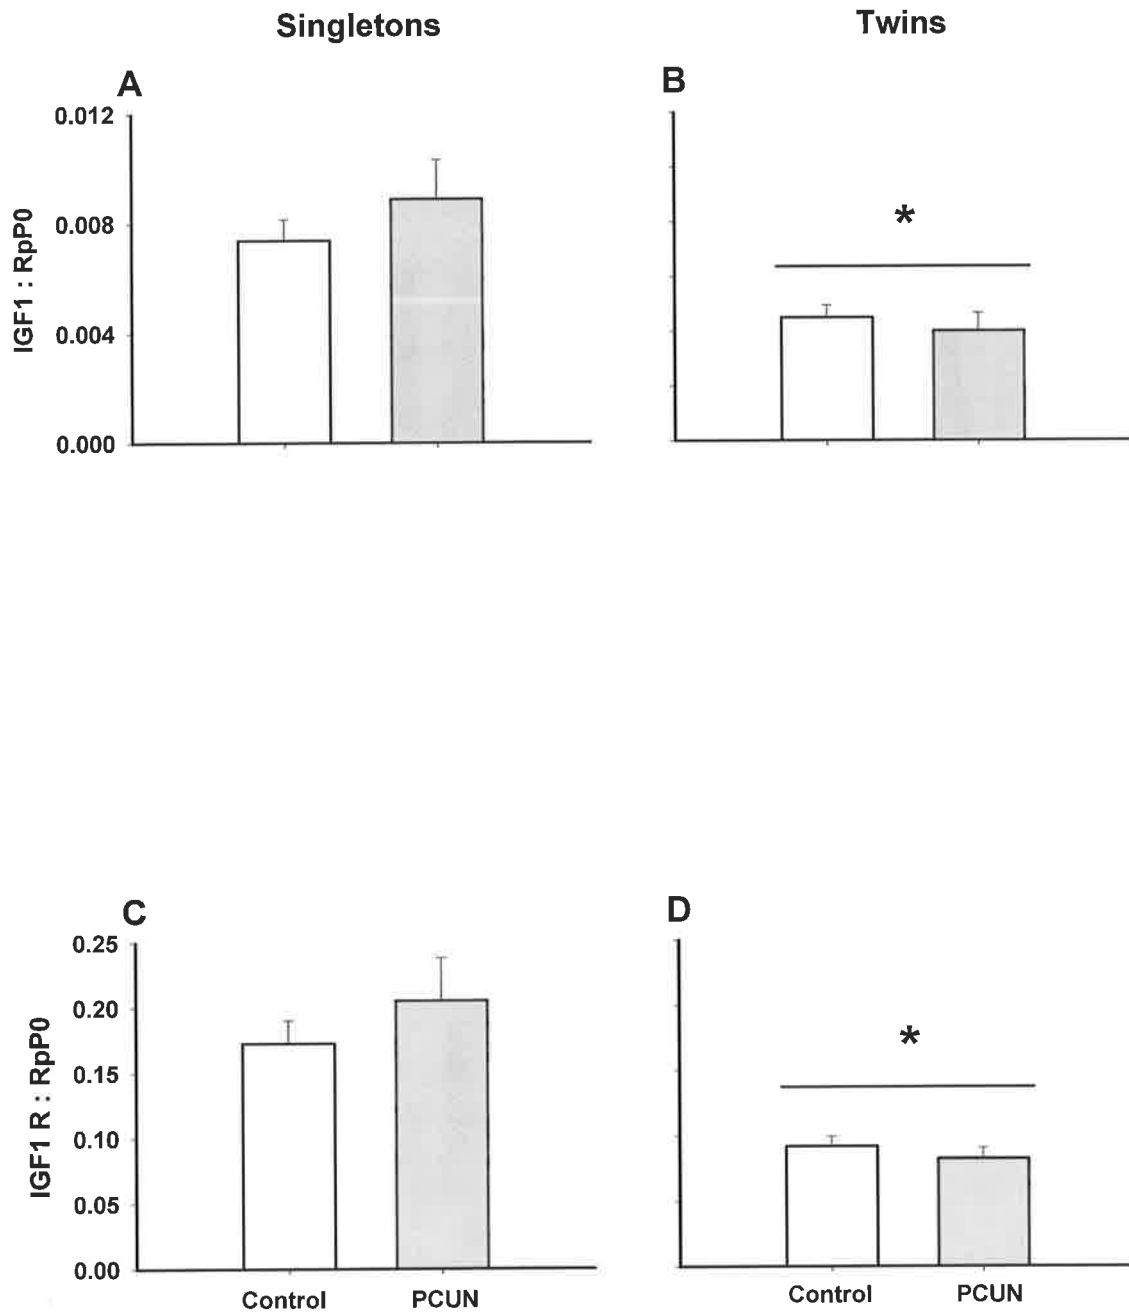 Singletons
Twins
A
B
0.012
0.008
0.004
0.000
IGF1 : RpP0
*
C
D
0.25
0.20
0.15
0.10
0.05
0.00
IGF1 R : RpP0
*
Control
PCUN
Control
PCUN